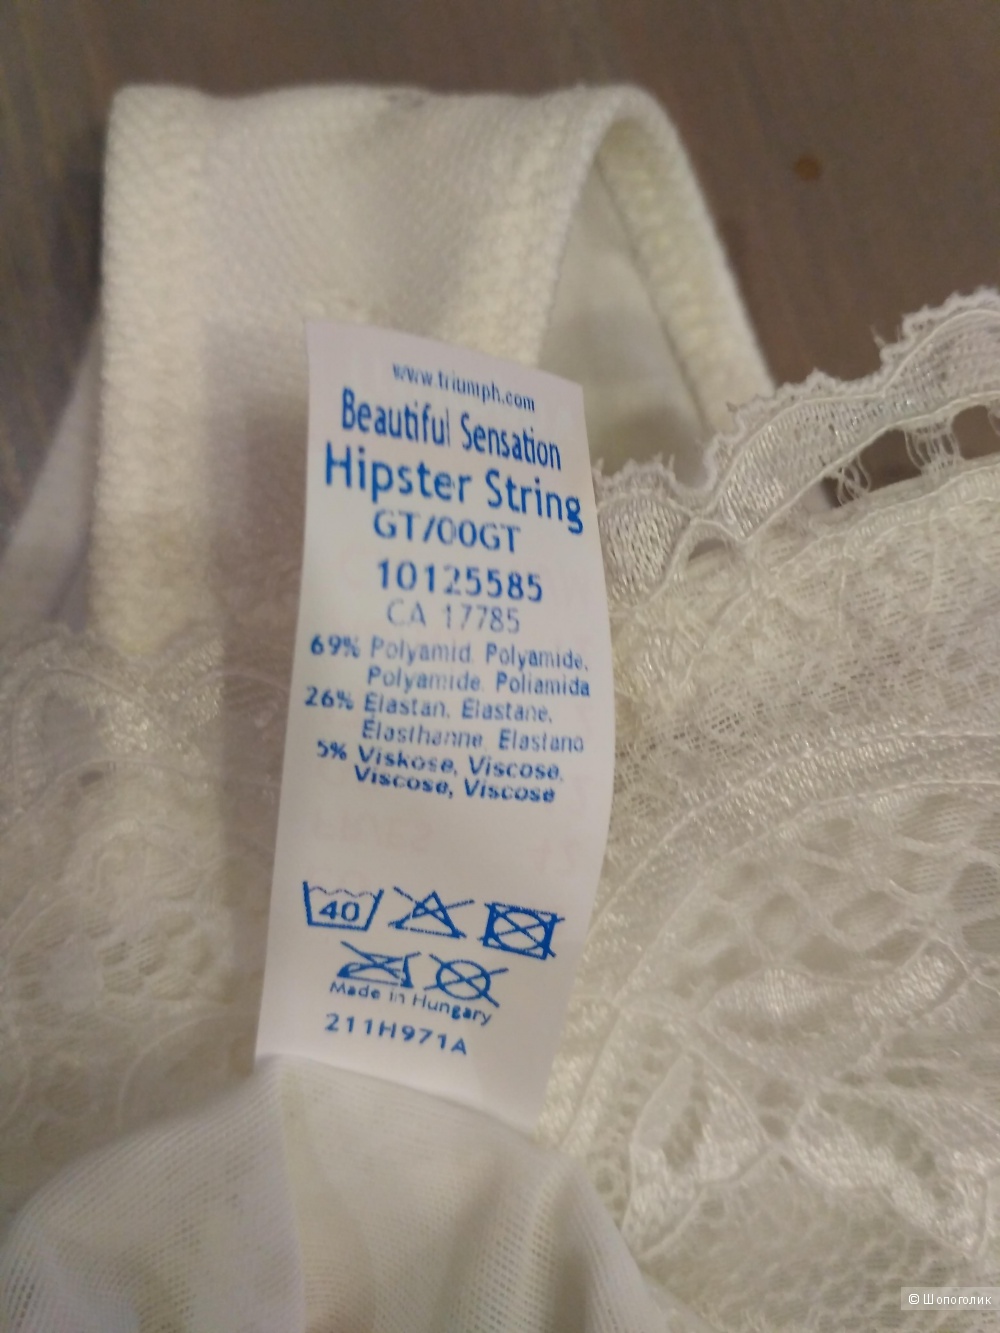 www.triumph.com
Beautiful Sensation
Hipster String
GT/00GT
10125585
CA 17785
69% Polyamid, Polyamide,
Polyamide, Poliamida
26% Elastan, Elastane,
Élasthanne, Elastano
5% Viskose, Viscose,
Viscose, Viscose
40
Made in Hungary
211H971A
© Шопоголик